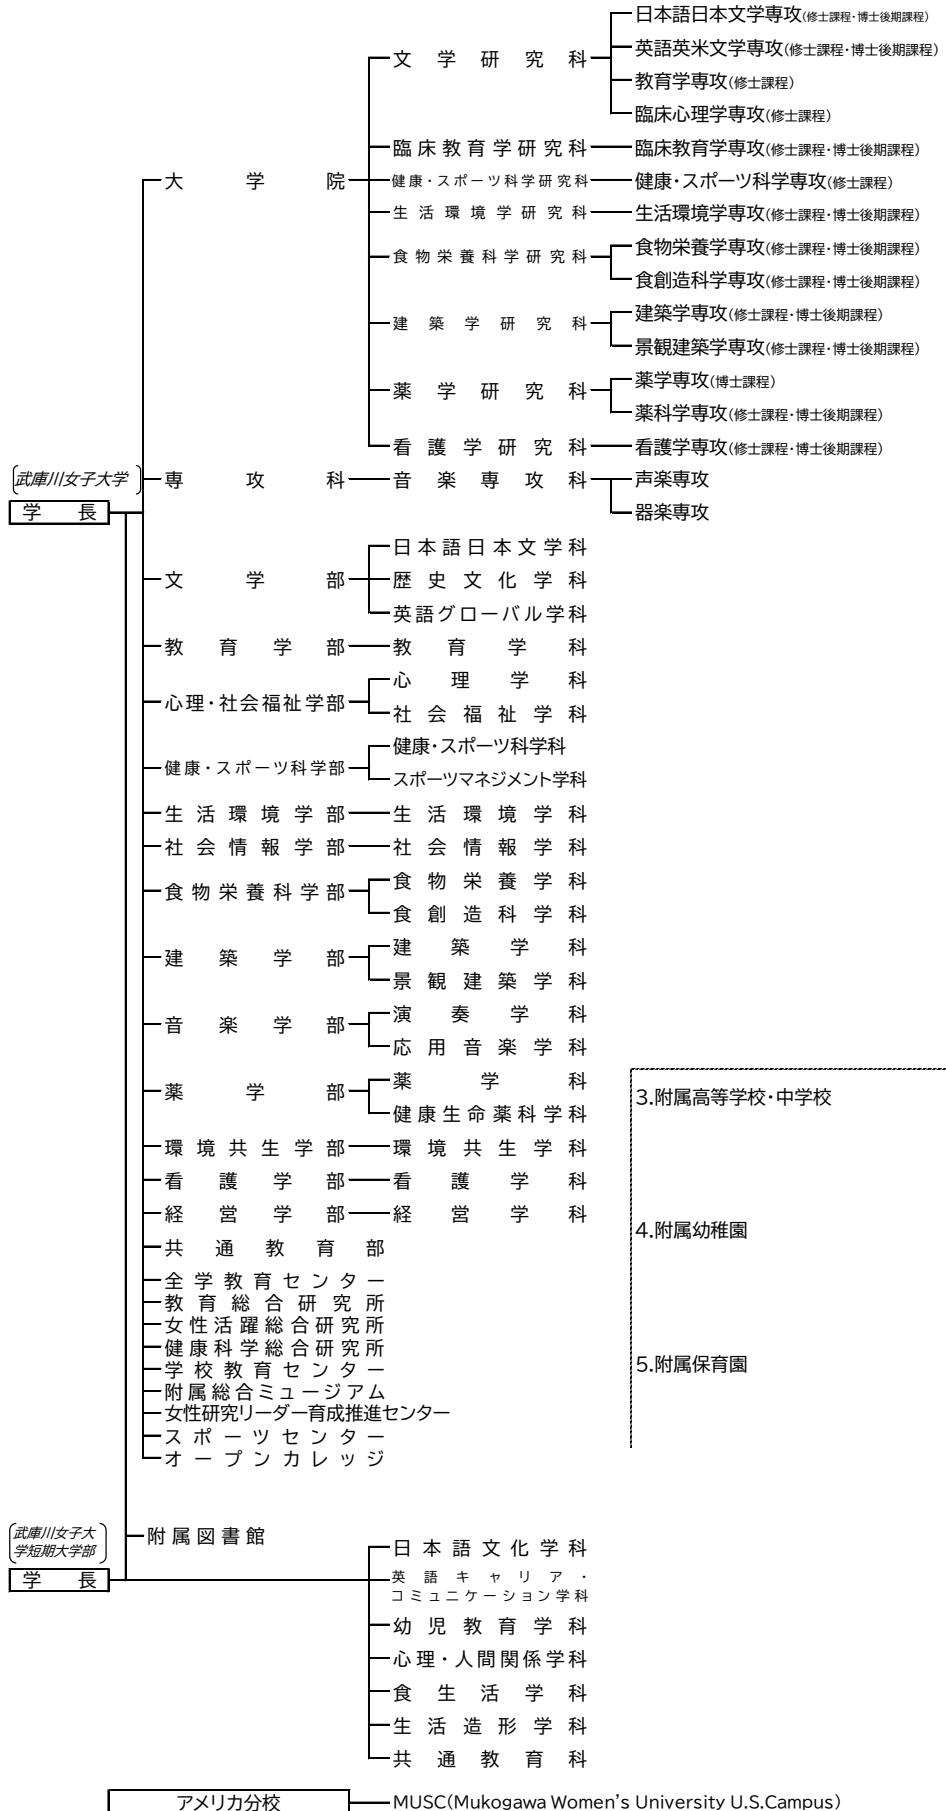 日本語日本文学専攻(修士課程・博士後期課程)
文学研究科
英語英米文学専攻(修士課程・博士後期課程)
教育学専攻(修士課程)
臨床心理学専攻(修士課程)
臨床教育学研究科 臨床教育学専攻(修士課程・博士後期課程)
大学院 健康・スポーツ科学研究科 健康・スポーツ科学専攻(修士課程)
生活環境学研究科 生活環境学専攻(修士課程・博士後期課程)
食物栄養科学研究科 食物栄養学専攻(修士課程・博士後期課程)
食創造科学専攻(修士課程・博士後期課程)
建築学研究科 建築学専攻(修士課程・博士後期課程)
景観建築学専攻(修士課程・博士後期課程)
薬学研究科 薬学専攻(博士課程)
薬科学専攻(修士課程・博士後期課程)
看護学研究科 看護学専攻(修士課程・博士後期課程)
武庫川女子大学
専攻科 音楽専攻科 声楽専攻
学長
器楽専攻
日本語日本文学科
文学部 歴史文化学科
英語グローバル学科
教育学部 教育学科
心理・社会福祉学部 心理学科
社会福祉学科
健康・スポーツ科学部 健康・スポーツ科学科
スポーツマネジメント学科
生活環境学部 生活環境学科
社会情報学部 社会情報学科
食物栄養科学部 食物栄養学科
食創造科学科
建築学部 建築学科
景観建築学科
音楽学部 演奏学科
応用音楽学科
薬学部 薬学科
健康生命薬科学科
3.附属高等学校・中学校
環境共生学部 環境共生学科
看護学部 看護学科
経営学部 経営学科
4.附属幼稚園
共通教育部
全学教育センター
教育総合研究所
女性活躍総合研究所
健康科学総合研究所
学校教育センター
5.附属保育園
附属総合ミュージアム
女性研究リーダー育成推進センター
スポーツセンター
オープンカレッジ
武庫川女子大
学短期大学部
附属図書館
学長
日本語文化学科
英語キャリア・
コミュニケーション学科
幼児教育学科
心理・人間関係学科
食生活学科
生活造形学科
共通教育科
アメリカ分校 MUSC(Mukogawa Women's University U.S.Campus)